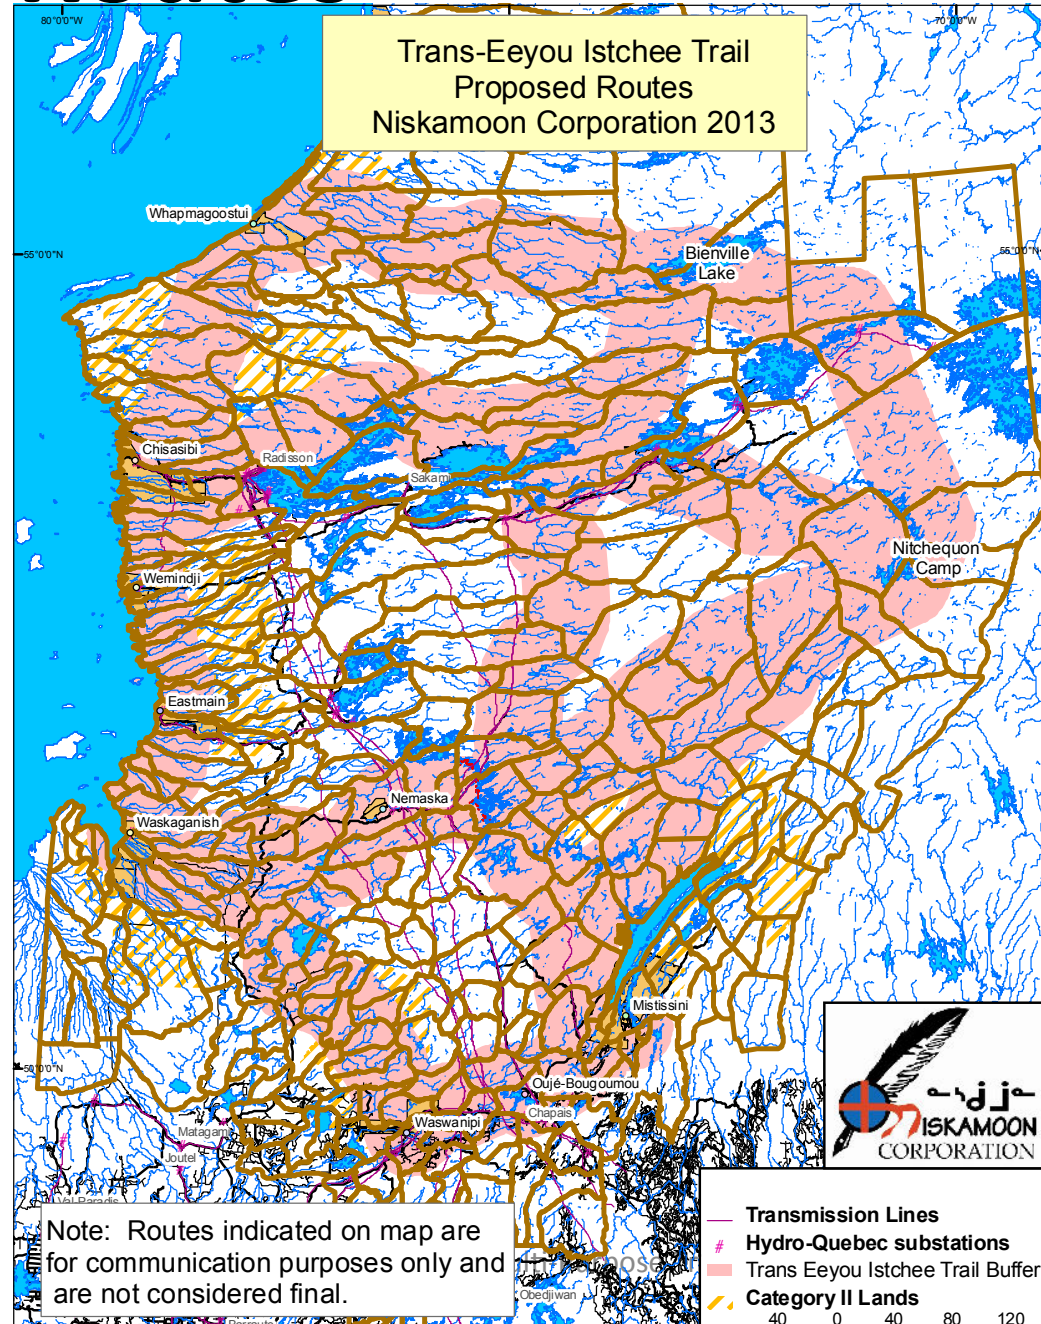 80°0'0"W
70°0'0"W
Trans-Eeyou Istchee Trail
Proposed Routes
Niskamoon Corporation 2013
Whapmagoostui
55°0'0"N
55°0'0"N
Bienville
Lake
Chisasibi
Radisson
Sakami
Wemindji
Nitchequon
Camp
Eastmain
Nemaska
Waskaganish
Mistissini
50°0'0"N
Oujé-Bougoumou
Chapais
Waswanipi
Matagami
Joutel
Val-Paradis
ᓂᔅᑳᒨᓐ
NISKAMOON
CORPORATION
Note: Routes indicated on map are
for communication purposes only and
are not considered final.
Obedjiwan
Transmission Lines
# Hydro-Quebec substations
Trans Eeyou Istchee Trail Buffer
Category II Lands
40 0 40 80 120